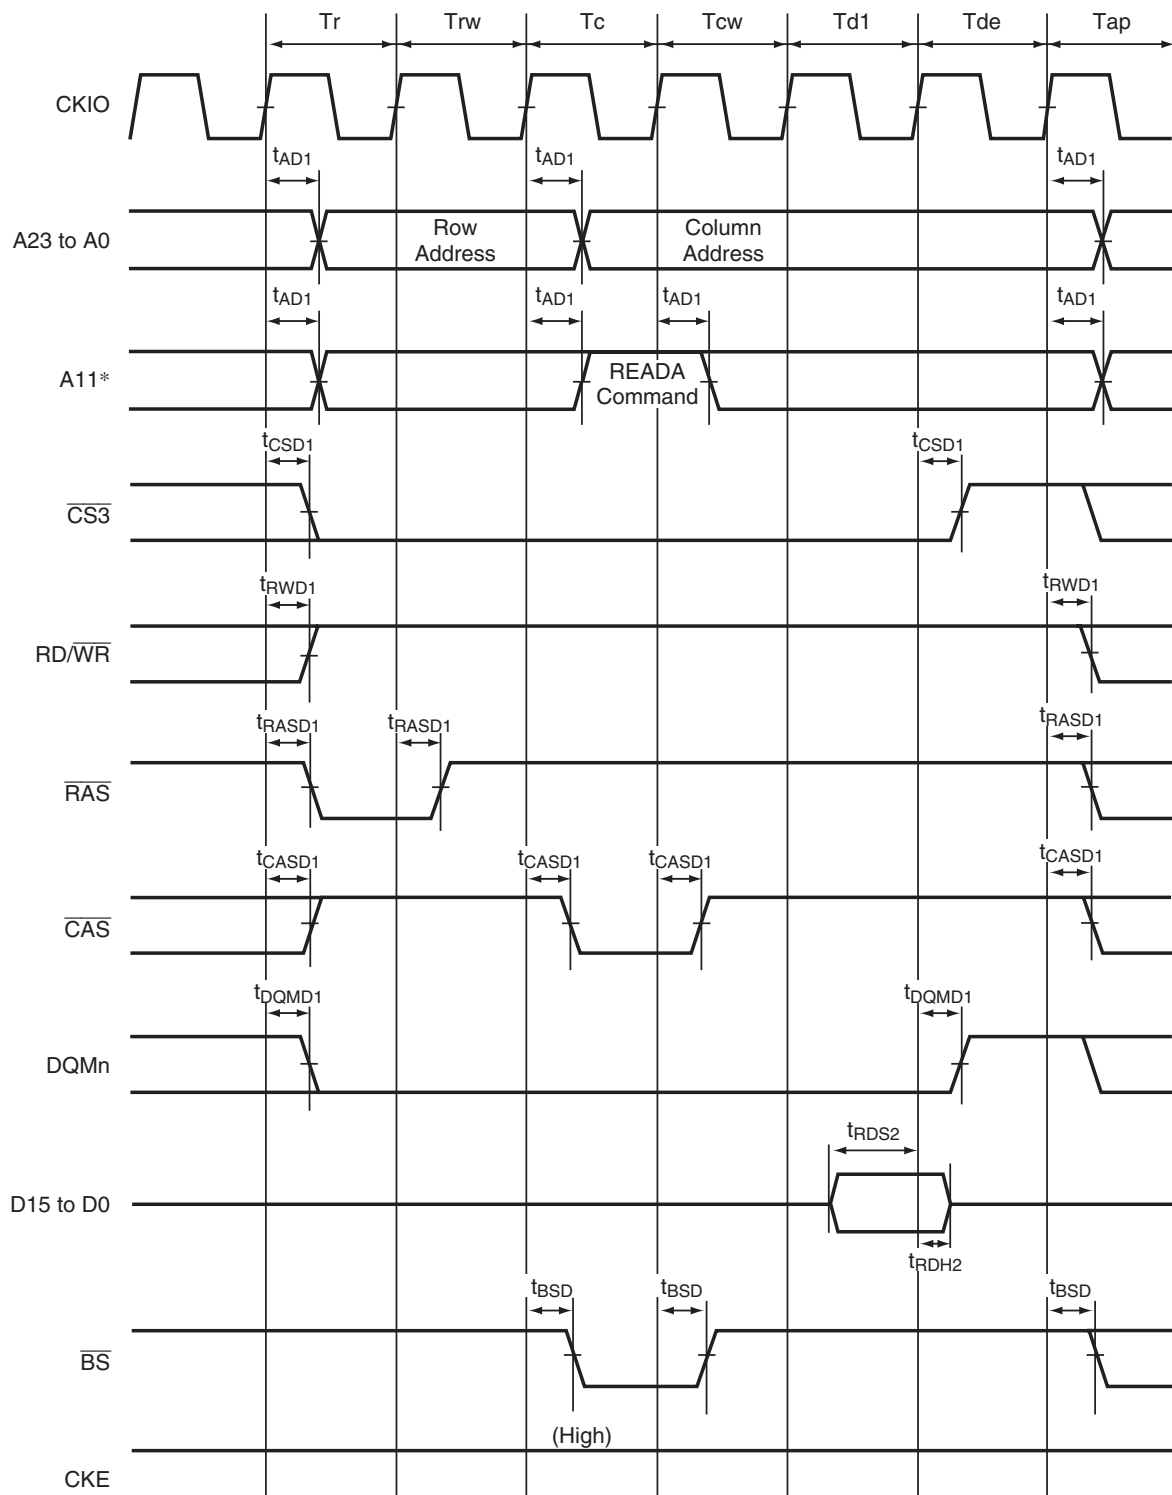 Tr Trw Tc Tcw Td1 Tde Tap
CKIO
tAD1 tAD1 tAD1
A23 to A0
Row Address
Column Address
tAD1 tAD1 tAD1 tAD1
A11*
READA Command
tCSD1 tCSD1
CS3
tRWD1 tRWD1
RD/WR
tRASD1 tRASD1 tRASD1
RAS
tCASD1 tCASD1 tCASD1 tCASD1
CAS
tDQMD1 tDQMD1
DQMn
tRDS2
D15 to D0
tRDH2
tBSD tBSD tBSD
BS
(High)
CKE